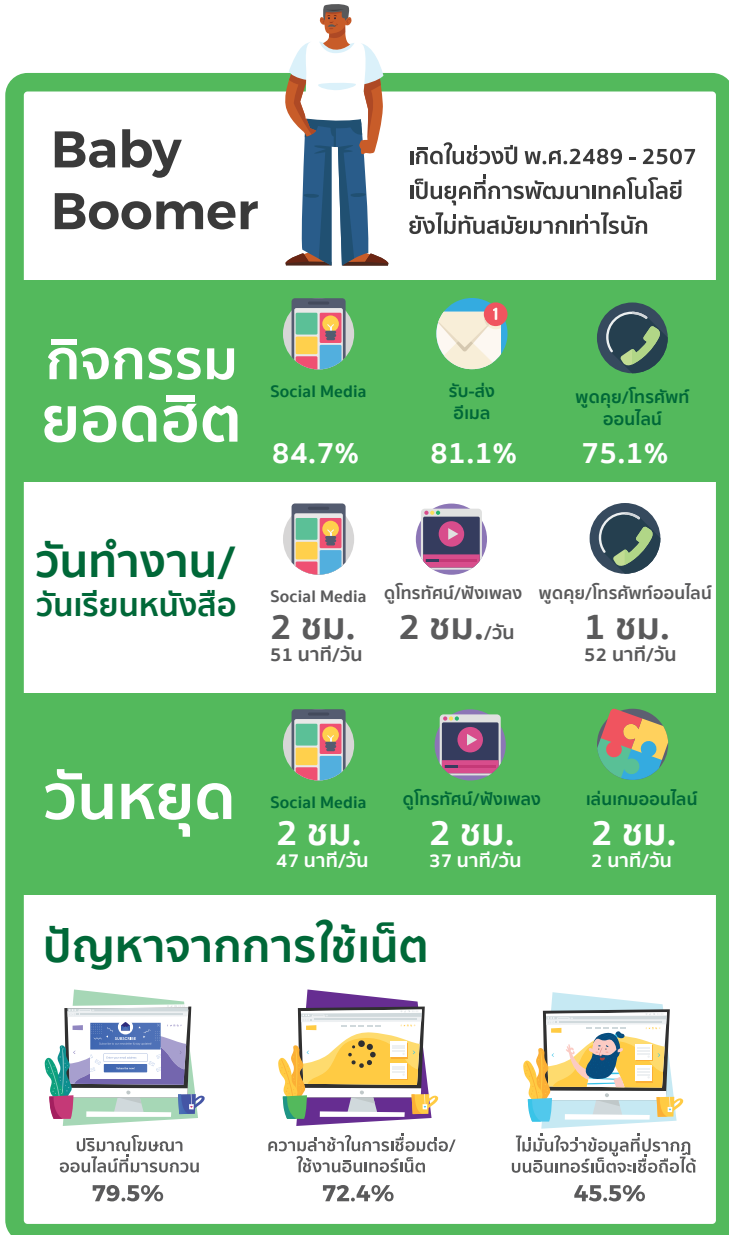 Baby
Boomer
เกิดในช่วงปี พ.ศ.2489 - 2507
เป็นยุคที่การพัฒนาเทคโนโลยี
ยังไม่ทันสมัยมากเท่าไรนัก
กิจกรรม
ยอดฮิต
1
Social Media
84.7%
รับ-ส่ง
อีเมล
81.1%
พูดคุย/โทรศัพท์
ออนไลน์
75.1%
วันทำงาน/
วันเรียนหนังสือ
Social Media
2 ชม.
51 นาที/วัน
ดูโทรทัศน์/ฟังเพลง
2 ชม./วัน
พูดคุย/โทรศัพท์ออนไลน์
1 ชม.
52 นาที/วัน
วันหยุด
Social Media
2 ชม.
47 นาที/วัน
ดูโทรทัศน์/ฟังเพลง
2 ชม.
37 นาที/วัน
เล่นเกมออนไลน์
2 ชม.
2 นาที/วัน
ปัญหาจากการใช้เน็ต
SUBSCRIBE
ปริมาณโฆษณา
ออนไลน์ที่มารบกวน
79.5%
ความล่าช้าในการเชื่อมต่อ/
ใช้งานอินเทอร์เน็ต
72.4%
ไม่มั่นใจว่าข้อมูลที่ปรากฏ
บนอินเทอร์เน็ตจะเชื่อถือได้
45.5%